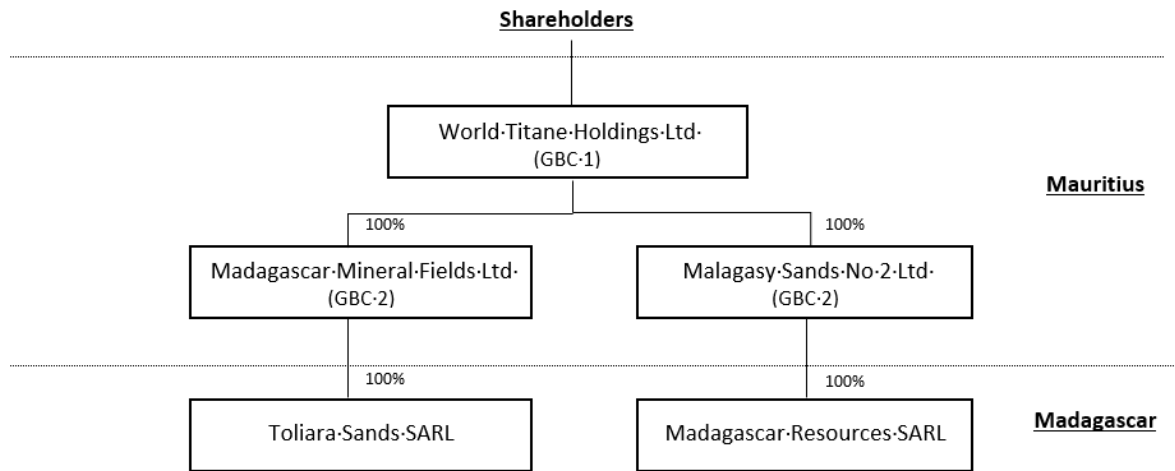 Shareholders
World·Titane·Holdings·Ltd·
(GBC·1)
Mauritius
100%
100%
Madagascar·Mineral·Fields·Ltd·
(GBC·2)
Malagasy·Sands·No·2·Ltd·
(GBC·2)
100%
100%
Toliara·Sands·SARL
Madagascar·Resources·SARL
Madagascar